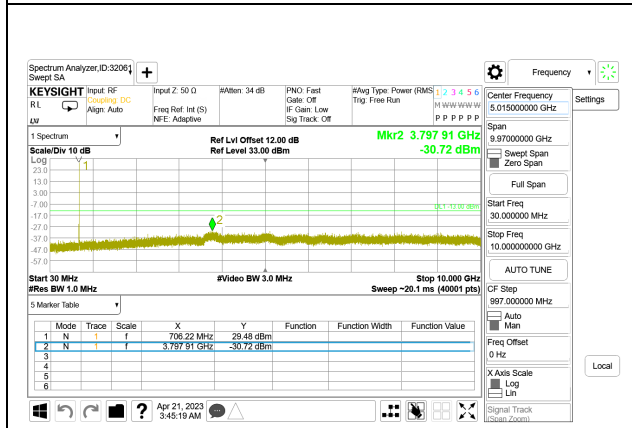 Spectrum Analyzer,ID:32061
Swept SA
Frequency
KEYSIGHT
RL
LXI
Input: RF
Coupling: DC
Align: Auto
Input Z: 50 Ω
Freq Ref: Int (S)
NFE: Adaptive
#Atten: 34 dB
PNO: Fast
Gate: Off
IF Gain: Low
Sig Track: Off
#Avg Type: Power (RMS
Trig: Free Run
1 2 3 4 5 6
M W W W W W
P P P P P P
Center Frequency
5.015000000 GHz
Settings
Span
9.97000000 GHz
Swept Span
Zero Span
Full Span
Start Freq
30.000000 MHz
Stop Freq
10.00000000 GHz
AUTO TUNE
CF Step
997.000000 MHz
Auto
Man
Freq Offset
0 Hz
X Axis Scale
Log
Lin
Signal Track
(Span Zoom)
Local
1 Spectrum
Scale/Div 10 dB
Log
Ref Lvl Offset 12.00 dB
Ref Level 33.00 dBm
Mkr2 3.797 91 GHz
-30.72 dBm
1
23.0
13.0
3.00
-7.00
DL1 -13.00 dBm
-17.0
2
-27.0
-37.0
-47.0
-57.0
Start 30 MHz
#Video BW 3.0 MHz
Stop 10.000 GHz
#Res BW 1.0 MHz
Sweep ~20.1 ms (40001 pts)
5 Marker Table
Mode Trace Scale X Y Function Function Width Function Value
1 N 1 f 706.22 MHz 29.48 dBm
2 N 1 f 3.797 91 GHz -30.72 dBm
3
4
5
6
?
Apr 21, 2023
3:45:19 AM